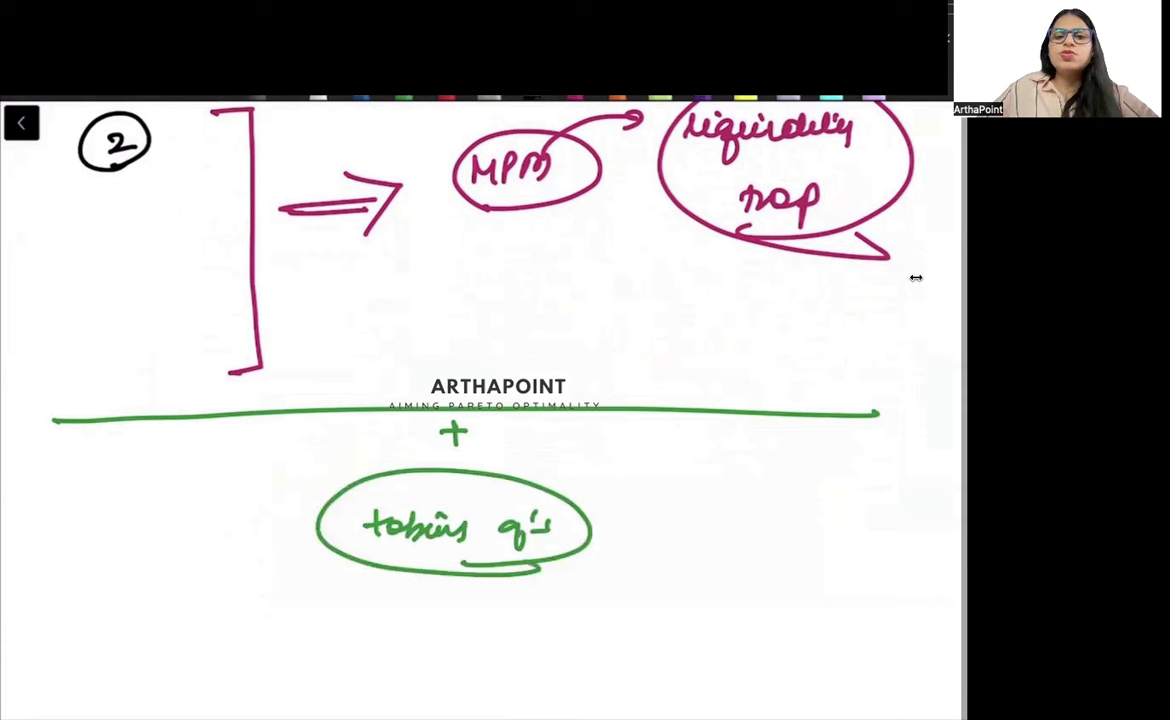 ArthaPoint
2
MPM
liquidity
trap
ARTHAPOINT
AIMING PARETO OPTIMALITY
+
tobins q's